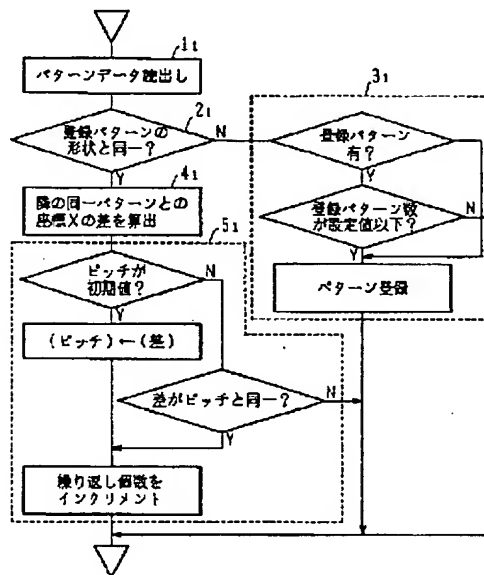 1₁
パターンデータ読出し
2₁
登録パターンの
形状と同一?
N
Y
3₁
登録パターン
有?
Y
登録パターン数
が設定値以下?
N
Y
パターン登録
4₁
隣の同一パターンとの
座標Xの差を算出
5₁
ピッチが
初期値?
N
Y
(ピッチ)←(差)
差がピッチと同一?
N
Y
繰り返し個数を
インクリメント